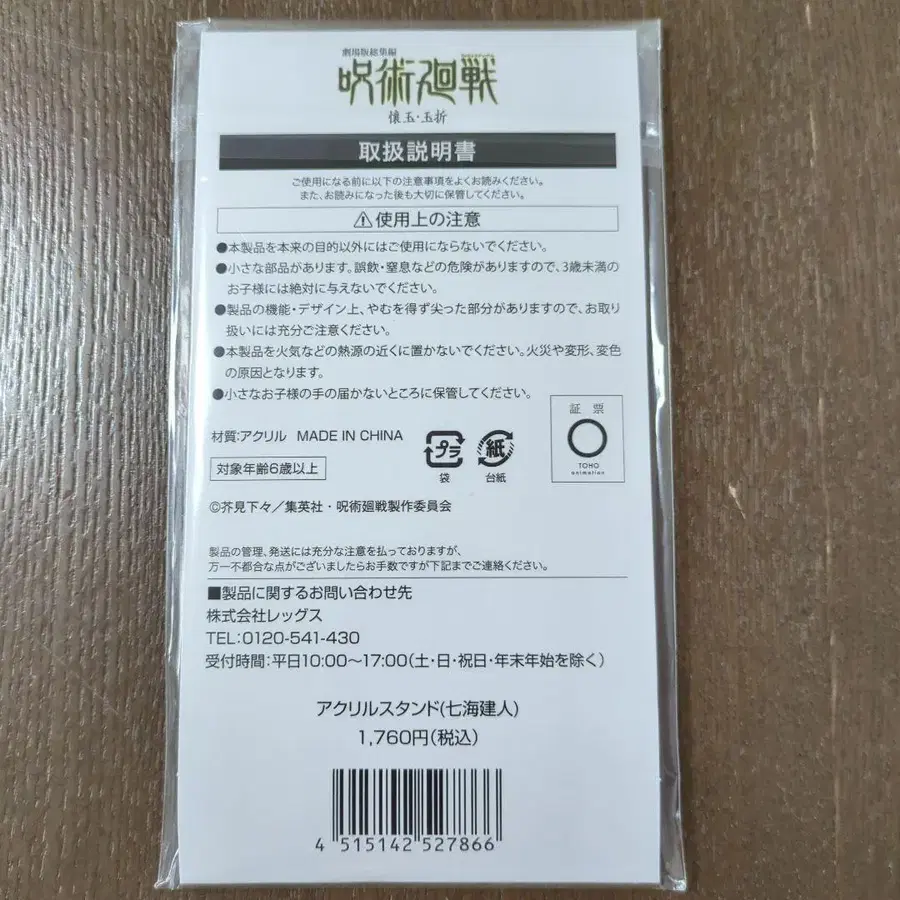 劇場版総集編
呪術廻戦
懐玉・玉折
取扱説明書
ご使用になる前に以下の注意事項をよくお読みください。
また、お読みになった後も大切に保管してください。
⚠使用上の注意
●本製品を本来の目的以外にはご使用にならないでください。
●小さな部品があります。誤飲・窒息などの危険がありますので、3歳未満の
お子様には絶対に与えないでください。
●製品の機能・デザイン上、やむを得ず尖った部分がありますので、お取り
扱いには充分ご注意ください。
●本製品を火気などの熱源の近くに置かないでください。火災や変形、変色
の原因となります。
●小さなお子様の手の届かないところに保管してください。
証票
TOHO
animation
材質:アクリル MADE IN CHINA
プラ
袋
紙
台紙
対象年齢6歳以上
©芥見下々／集英社・呪術廻戦製作委員会
製品の管理、発送には充分な注意を払っておりますが、
万一不都合な点がございましたらお手数ですが下記までご連絡ください。
■製品に関するお問い合わせ先
株式会社レッグス
TEL:0120-541-430
受付時間:平日10:00～17:00(土・日・祝日・年末年始を除く)
アクリルスタンド(七海建人)
1,760円(税込)
4 515142 527866